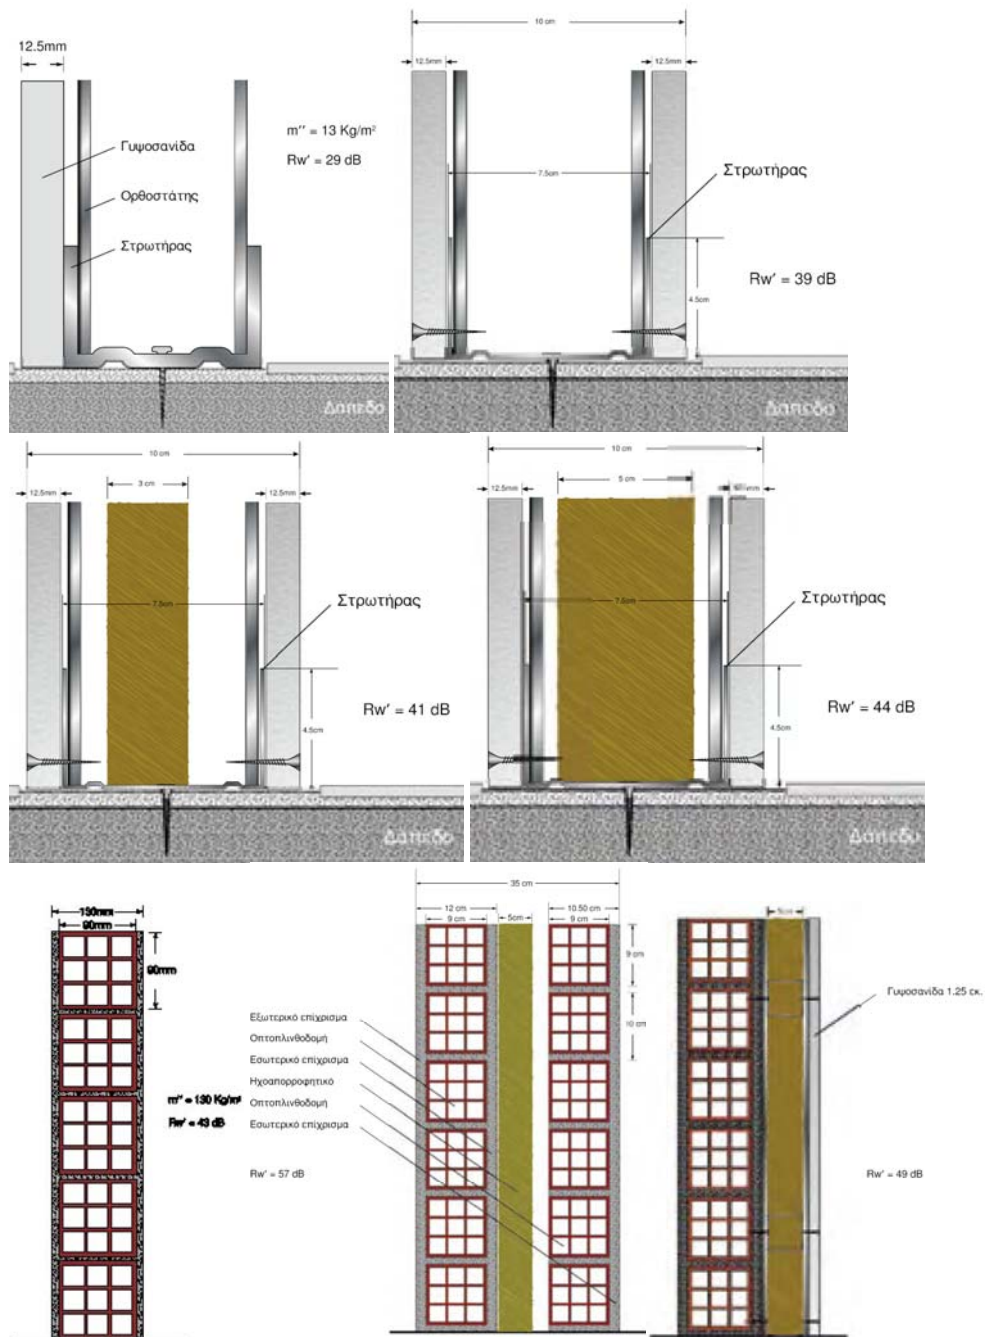 12.5mm
Γυψοσανίδα
Ορθοστάτης
Στρωτήρας
m'' = 13 Kg/m²
Rw' = 29 dB
Δάπεδο
10 cm
12.5mm
12.5mm
7.5cm
Στρωτήρας
4.5cm
Rw' = 39 dB
Δάπεδο
10 cm
3 cm
12.5mm
12.5mm
7.5cm
Στρωτήρας
4.5cm
Rw' = 41 dB
Δάπεδο
10 cm
5 cm
12.5mm
7.5cm
Στρωτήρας
4.5cm
Rw' = 44 dB
Δάπεδο
130mm
90mm
90mm
m'' = 130 Kg/m²
Rw' = 43 dB
35 cm
12 cm
10.50 cm
9 cm
5cm
9 cm
9 cm
10 cm
Εξωτερικό επίχρισμα
Οπτοπλινθοδομή
Εσωτερικό επίχρισμα
Ηχοαπορροφητικό
Οπτοπλινθοδομή
Εσωτερικό επίχρισμα
Rw' = 57 dB
5cm
Γυψοσανίδα 1.25 εκ.
Rw' = 49 dB